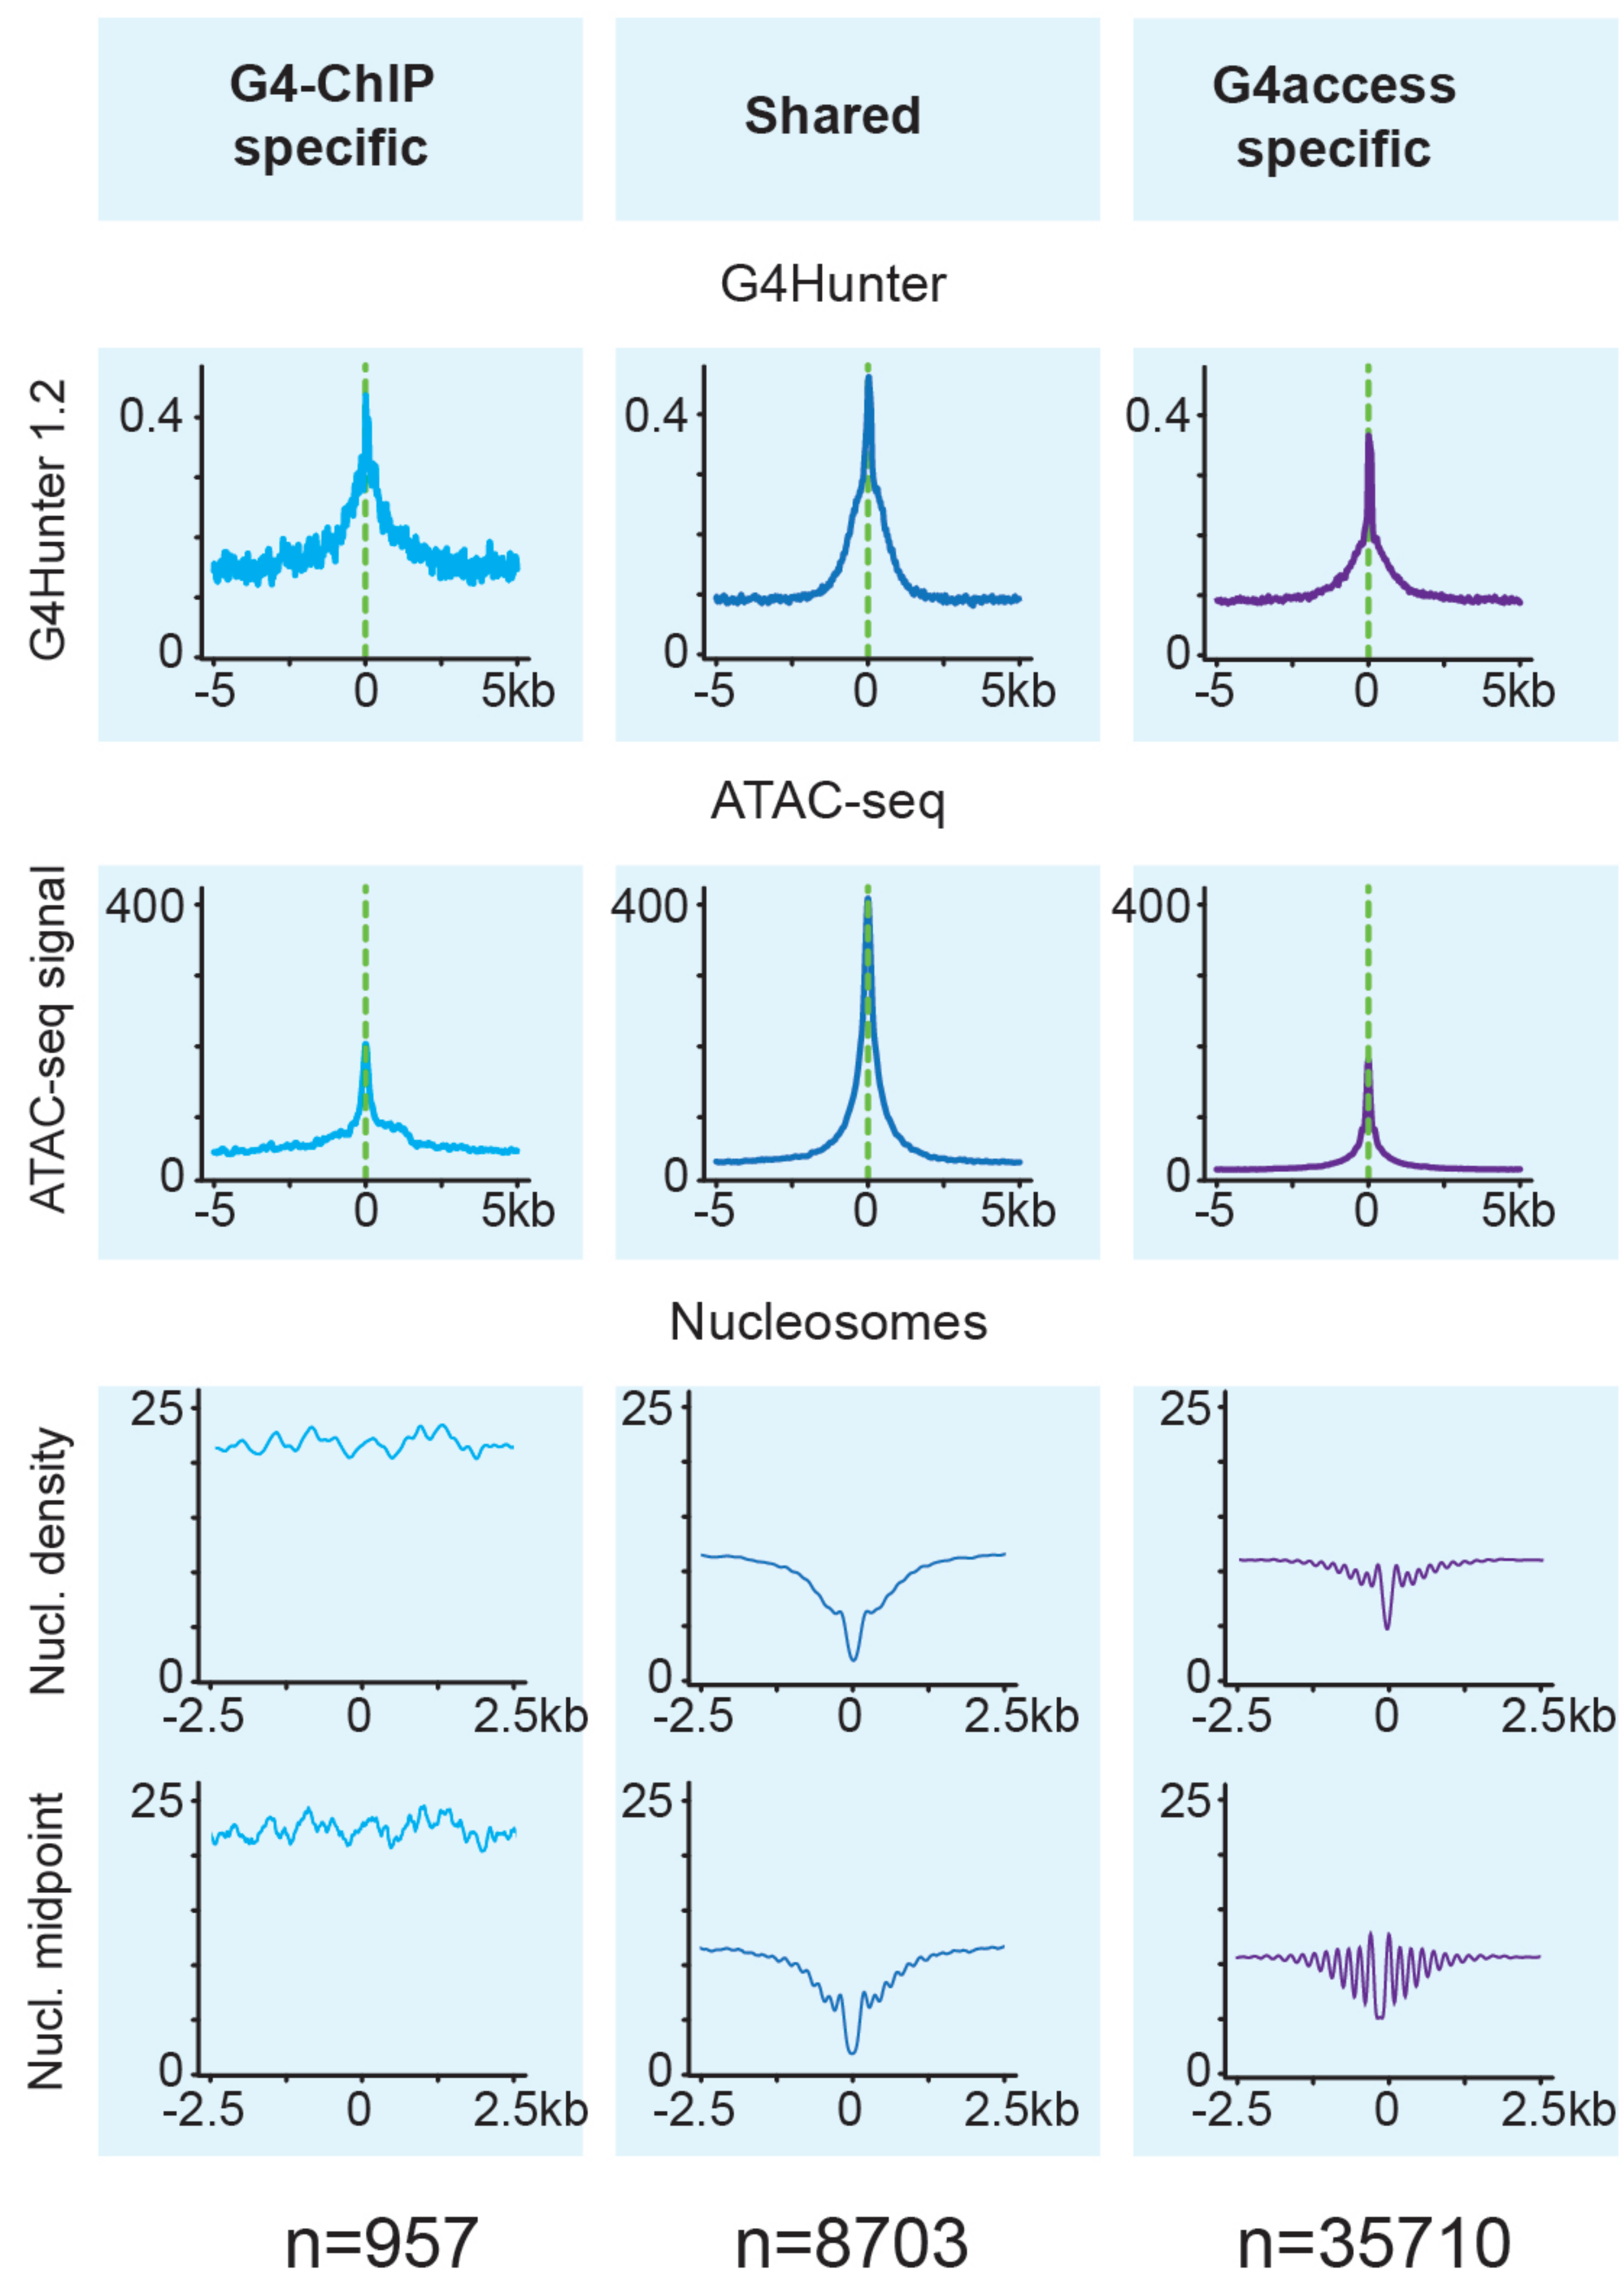 G4-ChIP
specific
Shared
G4access
specific
G4Hunter
G4Hunter 1.2
0.4
0
-5 0 5kb
0.4
0
-5 0 5kb
0.4
0
-5 0 5kb
ATAC-seq
ATAC-seq signal
400
0
-5 0 5kb
400
0
-5 0 5kb
400
0
-5 0 5kb
Nucleosomes
Nucl. density
25
0
-2.5 0 2.5kb
25
0
-2.5 0 2.5kb
25
0
-2.5 0 2.5kb
Nucl. midpoint
25
0
-2.5 0 2.5kb
25
0
-2.5 0 2.5kb
25
0
-2.5 0 2.5kb
n=957
n=8703
n=35710